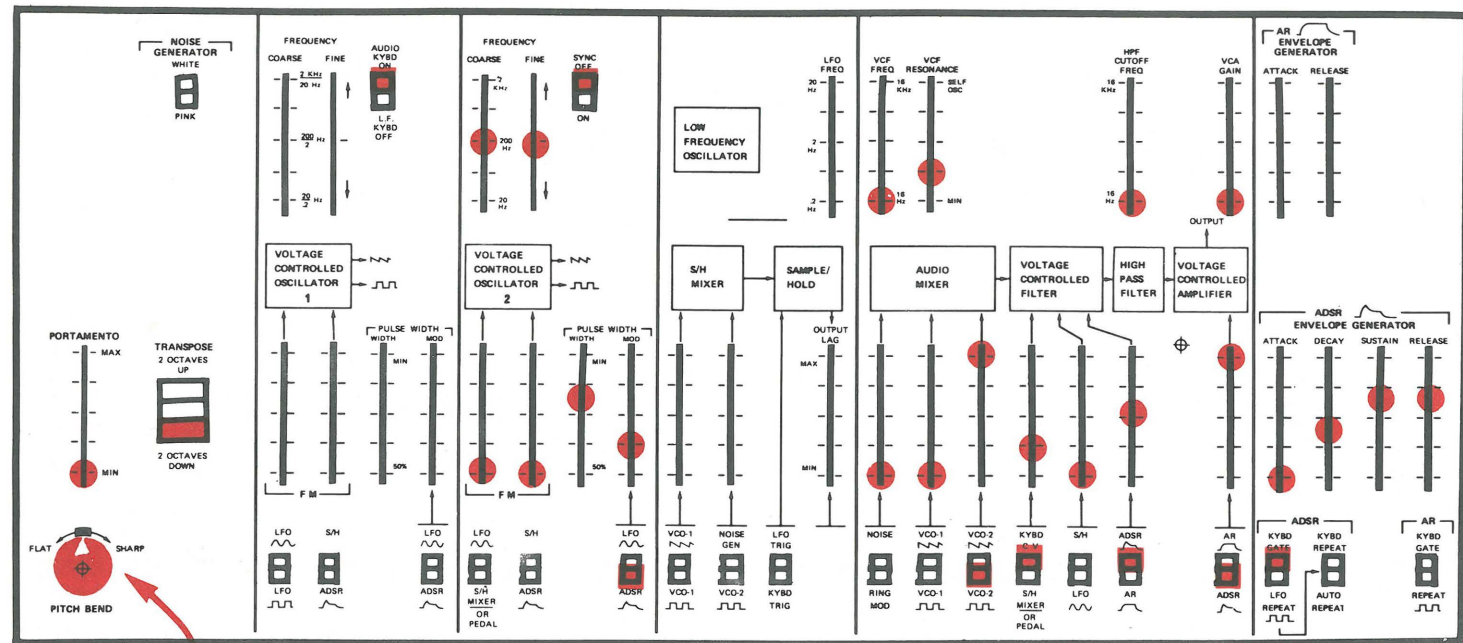 NOISE
GENERATOR
WHITE
PINK
PORTAMENTO
MAX
MIN
TRANSPOSE
2 OCTAVES
UP
2 OCTAVES
DOWN
FLAT
SHARP
PITCH BEND
FREQUENCY
COARSE
FINE
2 KHz
20 Hz
200 Hz
2
20 Hz
.2
AUDIO
KYBD
ON
L.F.
KYBD
OFF
VOLTAGE
CONTROLLED
OSCILLATOR
1
PULSE WIDTH
WIDTH
MOD
MIN
50%
FM
LFO
S/H
LFO
ADSR
LFO
ADSR
FREQUENCY
COARSE
FINE
2
KHz
200
Hz
20
Hz
SYNC
OFF
ON
VOLTAGE
CONTROLLED
OSCILLATOR
2
PULSE WIDTH
WIDTH
MOD
MIN
50%
FM
LFO
S/H
S/H
MIXER
OR
PEDAL
ADSR
LFO
ADSR
LOW
FREQUENCY
OSCILLATOR
LFO
FREQ
20
Hz
2
Hz
.2
Hz
S/H
MIXER
SAMPLE/
HOLD
OUTPUT
LAG
MAX
MIN
VCO-1
NOISE
GEN
LFO
TRIG
VCO-1
VCO-2
KYBD
TRIG
VCF
FREQ
16
KHz
16
Hz
VCF
RESONANCE
SELF
OSC
MIN
HPF
CUTOFF
FREQ
16
KHz
16
Hz
VCA
GAIN
OUTPUT
AUDIO
MIXER
VOLTAGE
CONTROLLED
FILTER
HIGH
PASS
FILTER
VOLTAGE
CONTROLLED
AMPLIFIER
NOISE
VCO-1
VCO-2
KYBD
C V
S/H
ADSR
AR
RING
MOD
VCO-1
VCO-2
S/H
MIXER
OR
PEDAL
LFO
AR
ADSR
AR
ENVELOPE
GENERATOR
ATTACK
RELEASE
ADSR
ENVELOPE GENERATOR
ATTACK
DECAY
SUSTAIN
RELEASE
ADSR
KYBD
GATE
KYBD
REPEAT
LFO
REPEAT
AUTO
REPEAT
AR
KYBD
GATE
LFO
REPEAT